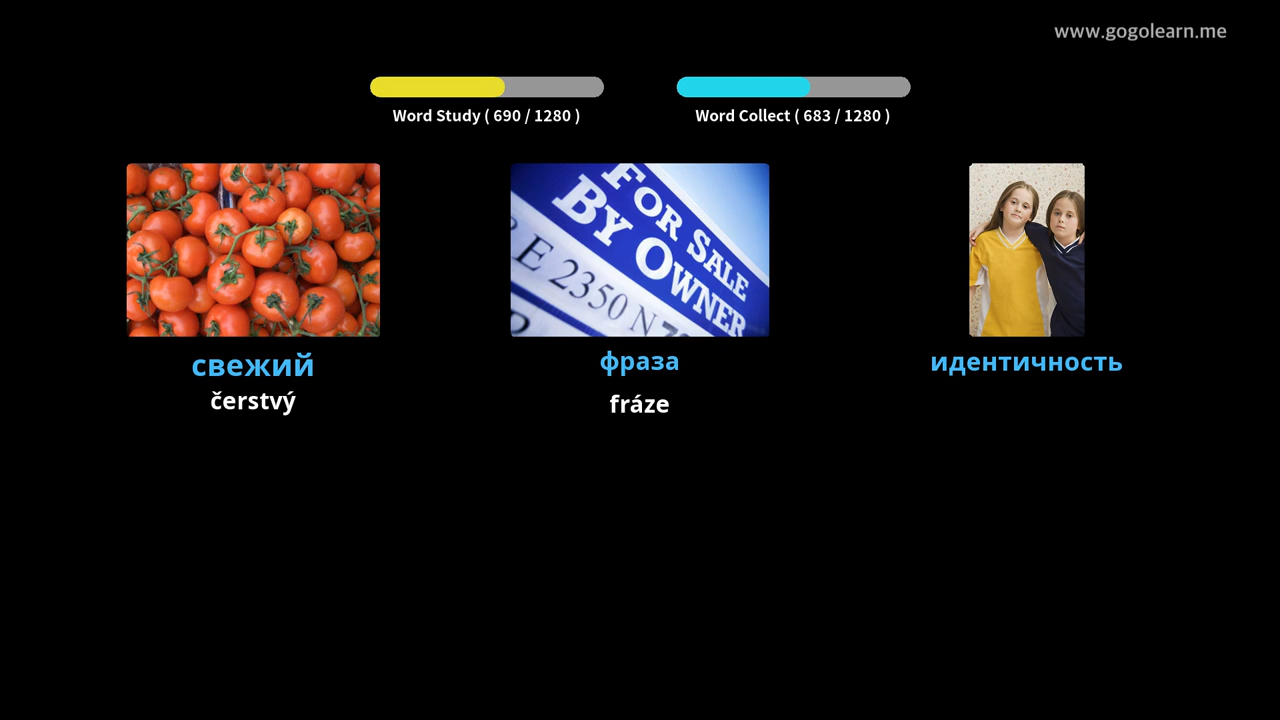 www.gogolearn.me
Word Study ( 690 / 1280 )
Word Collect ( 683 / 1280 )
FOR SALE
BY OWNER
E 2350 N
свежий
фраза
идентичность
čerstvý
fráze